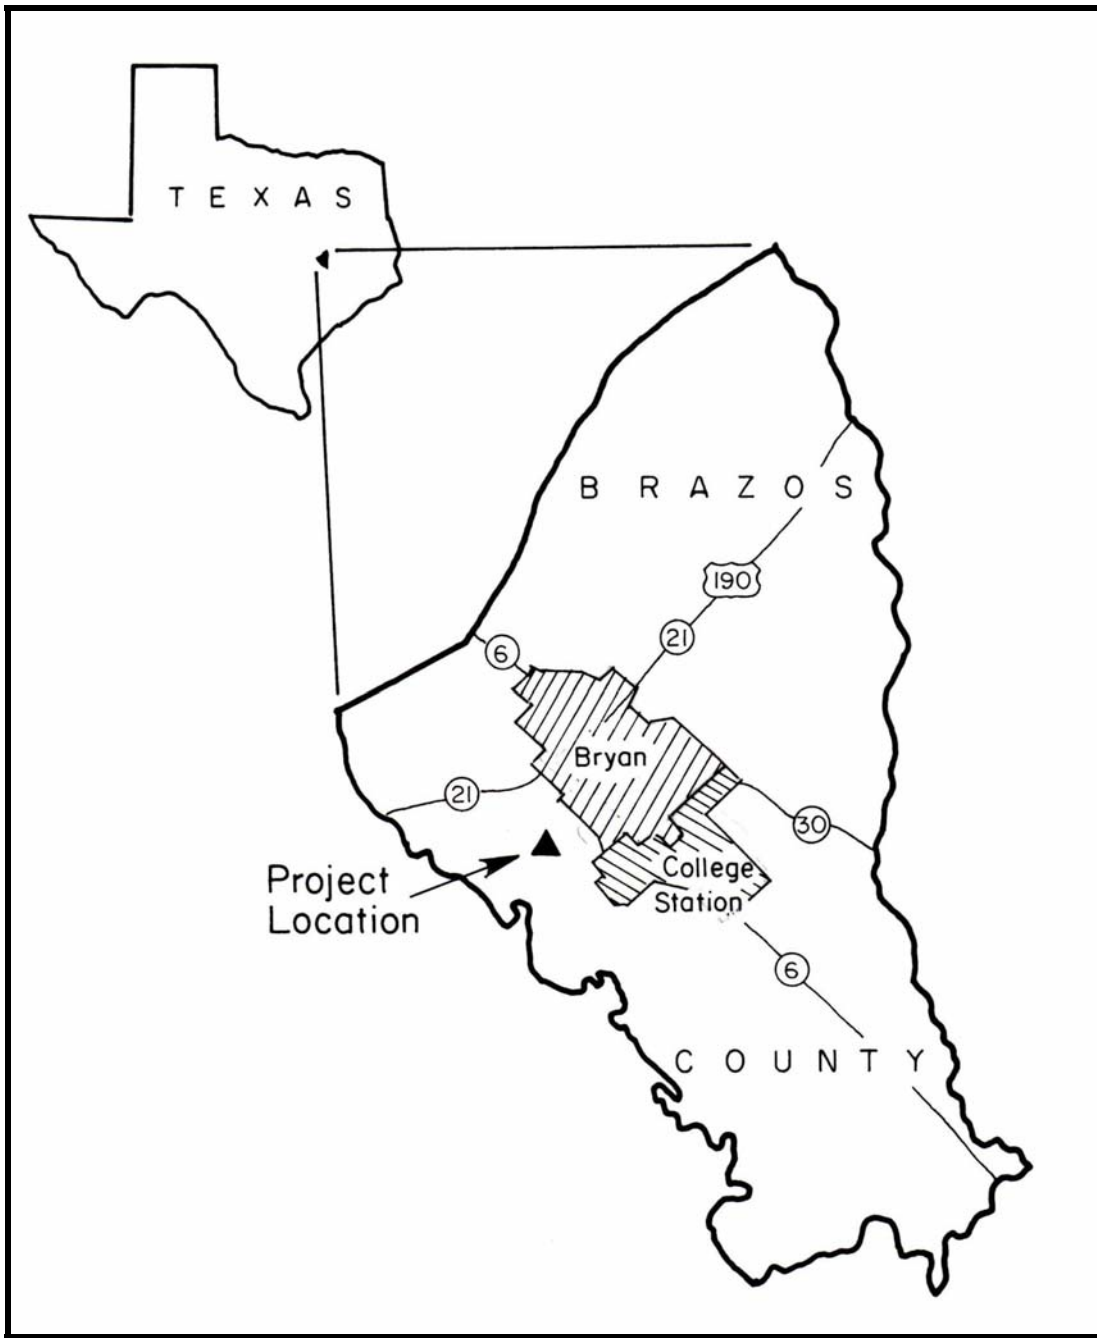 TEXAS
BRAZOS
190
21
6
Bryan
21
30
Project
Location
College
Station
6
COUNTY